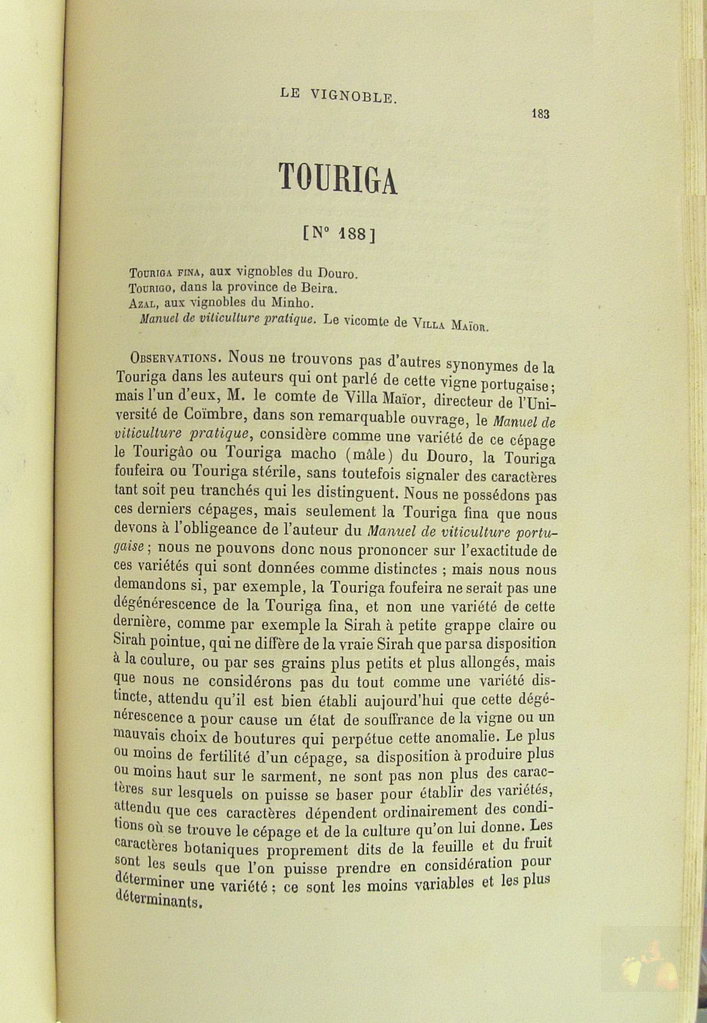 LE VIGNOBLE.
183
TOURIGA
[Nº 188]
TOURIGA FINA, aux vignobles du Douro.
TOURIGO, dans la province de Beira.
AZAL, aux vignobles du Minho.
Manuel de viticulture pratique. Le vicomte de VILLA MAÏOR.
OBSERVATIONS. Nous ne trouvons pas d'autres synonymes de la
Touriga dans les auteurs qui ont parlé de cette vigne portugaise;
mais l'un d'eux, M. le comte de Villa Maïor, directeur de l'Uni-
versité de Coïmbre, dans son remarquable ouvrage, le Manuel de
viticulture pratique, considère comme une variété de ce cépage
le Tourigào ou Touriga macho (mâle) du Douro, la Touriga
foufeira ou Touriga stérile, sans toutefois signaler des caractères
tant soit peu tranchés qui les distinguent. Nous ne possédons pas
ces derniers cépages, mais seulement la Touriga fina que nous
devons à l'obligeance de l'auteur du Manuel de viticulture portu-
gaise; nous ne pouvons donc nous prononcer sur l'exactitude de
ces variétés qui sont données comme distinctes; mais nous nous
demandons si, par exemple, la Touriga foufeira ne serait pas une
dégénérescence de la Touriga fina, et non une variété de cette
dernière, comme par exemple la Sirah à petite grappe claire ou
Sirah pointue, qui ne diffère de la vraie Sirah que par sa disposition
à la coulure, ou par ses grains plus petits et plus allongés, mais
que nous ne considérons pas du tout comme une variété dis-
tincte, attendu qu'il est bien établi aujourd'hui que cette dégé-
nérescence a pour cause un état de souffrance de la vigne ou un
mauvais choix de boutures qui perpétue cette anomalie. Le plus
ou moins de fertilité d'un cépage, sa disposition à produire plus
ou moins haut sur le sarment, ne sont pas non plus des carac-
tères sur lesquels on puisse se baser pour établir des variétés,
attendu que ces caractères dépendent ordinairement des condi-
tions où se trouve le cépage et de la culture qu'on lui donne. Les
caractères botaniques proprement dits de la feuille et du fruit
sont les seuls que l'on puisse prendre en considération pour
déterminer une variété; ce sont les moins variables et les plus
déterminants.